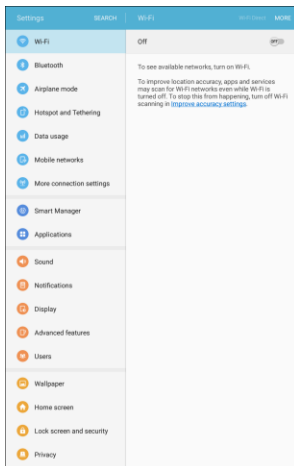 Settings
SEARCH
Wi-Fi
Wi-Fi Direct
MORE
Wi-Fi
Bluetooth
Airplane mode
Hotspot and Tethering
Data usage
Mobile networks
More connection settings
Smart Manager
Applications
Sound
Notifications
Display
Advanced features
Users
Wallpaper
Home screen
Lock screen and security
Privacy
Off
OFF
To see available networks, turn on Wi-Fi.
To improve location accuracy, apps and services
may scan for Wi-Fi networks even while Wi-Fi is
turned off. To stop this from happening, turn off Wi-Fi
scanning in Improve accuracy settings.